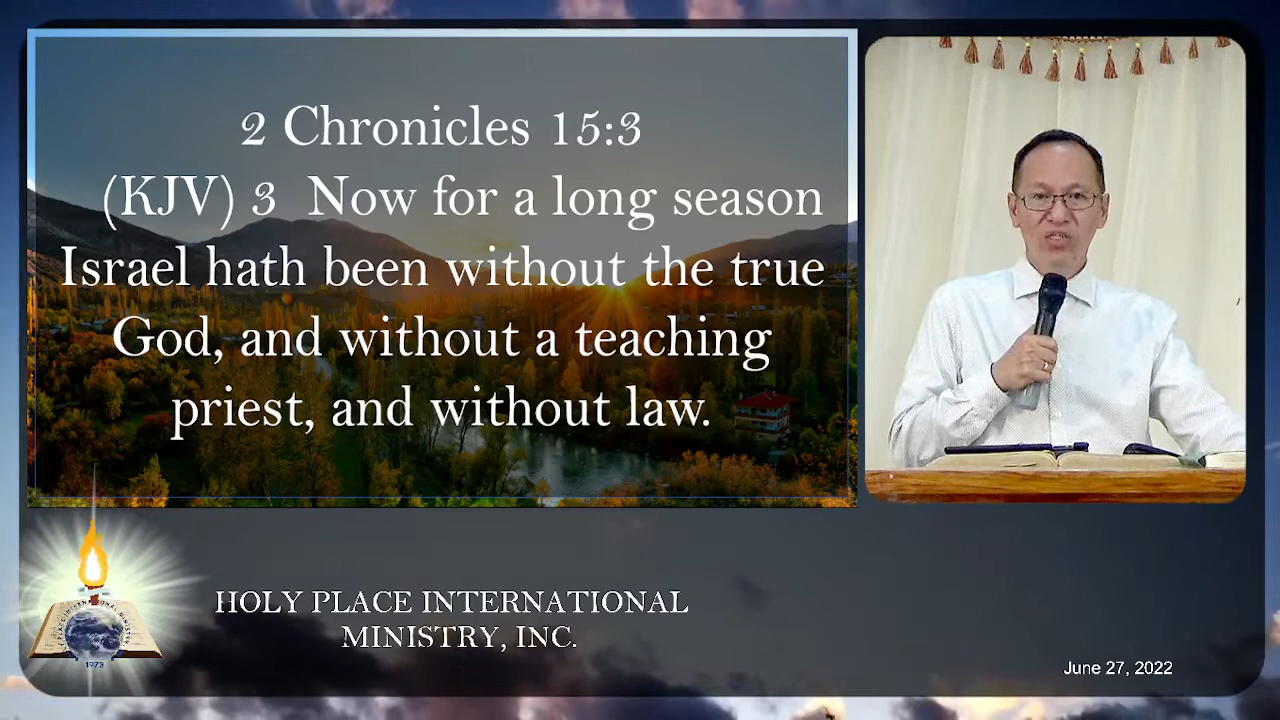 2 Chronicles 15:3
(KJV) 3 Now for a long season
Israel hath been without the true
God, and without a teaching
priest, and without law.
HOLY PLACE INTERNATIONAL
MINISTRY, INC.
1973
June 27, 2022